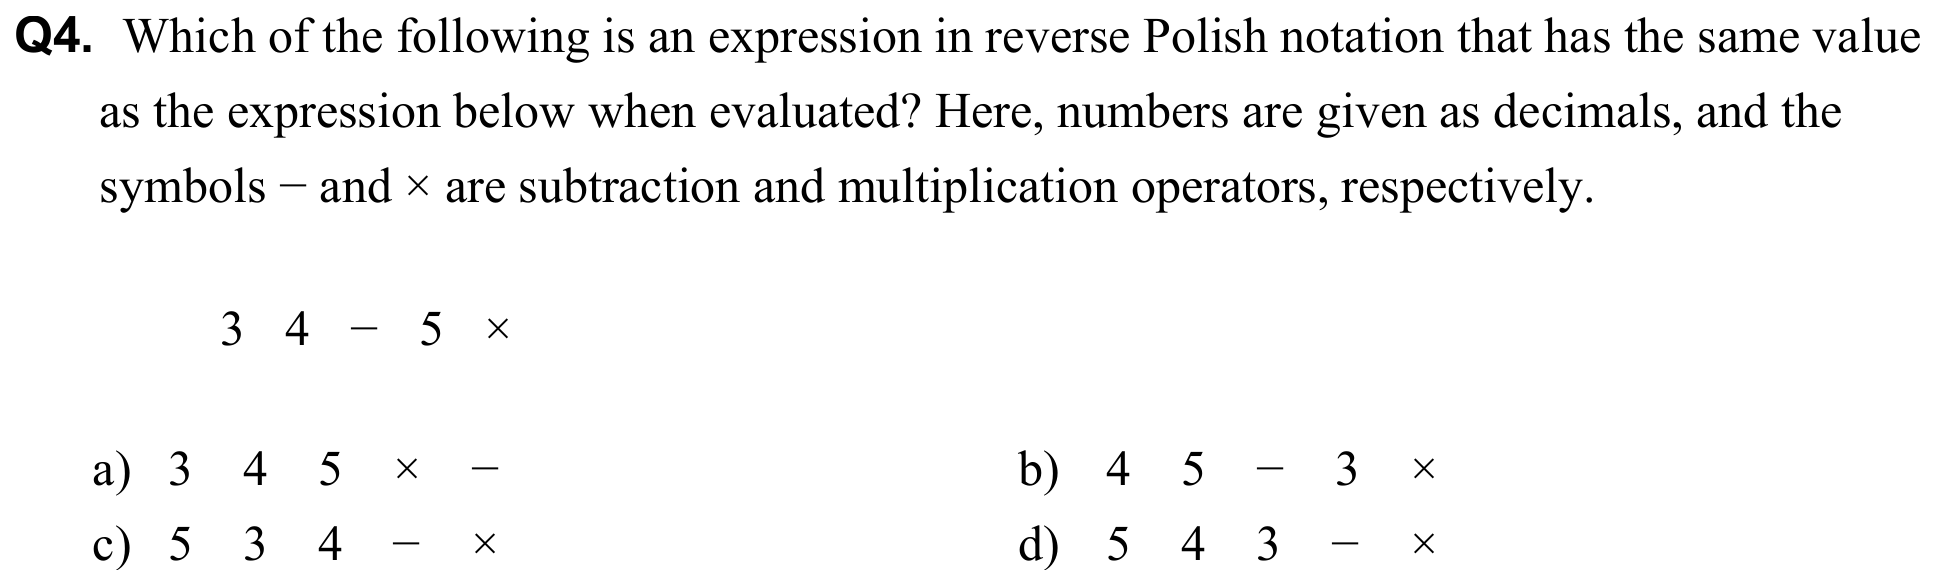 Q4. Which of the following is an expression in reverse Polish notation that has the same value
as the expression below when evaluated? Here, numbers are given as decimals, and the
symbols − and × are subtraction and multiplication operators, respectively.
3 4 − 5 ×
a) 3 4 5 × − b) 4 5 − 3 ×
c) 5 3 4 − × d) 5 4 3 − ×